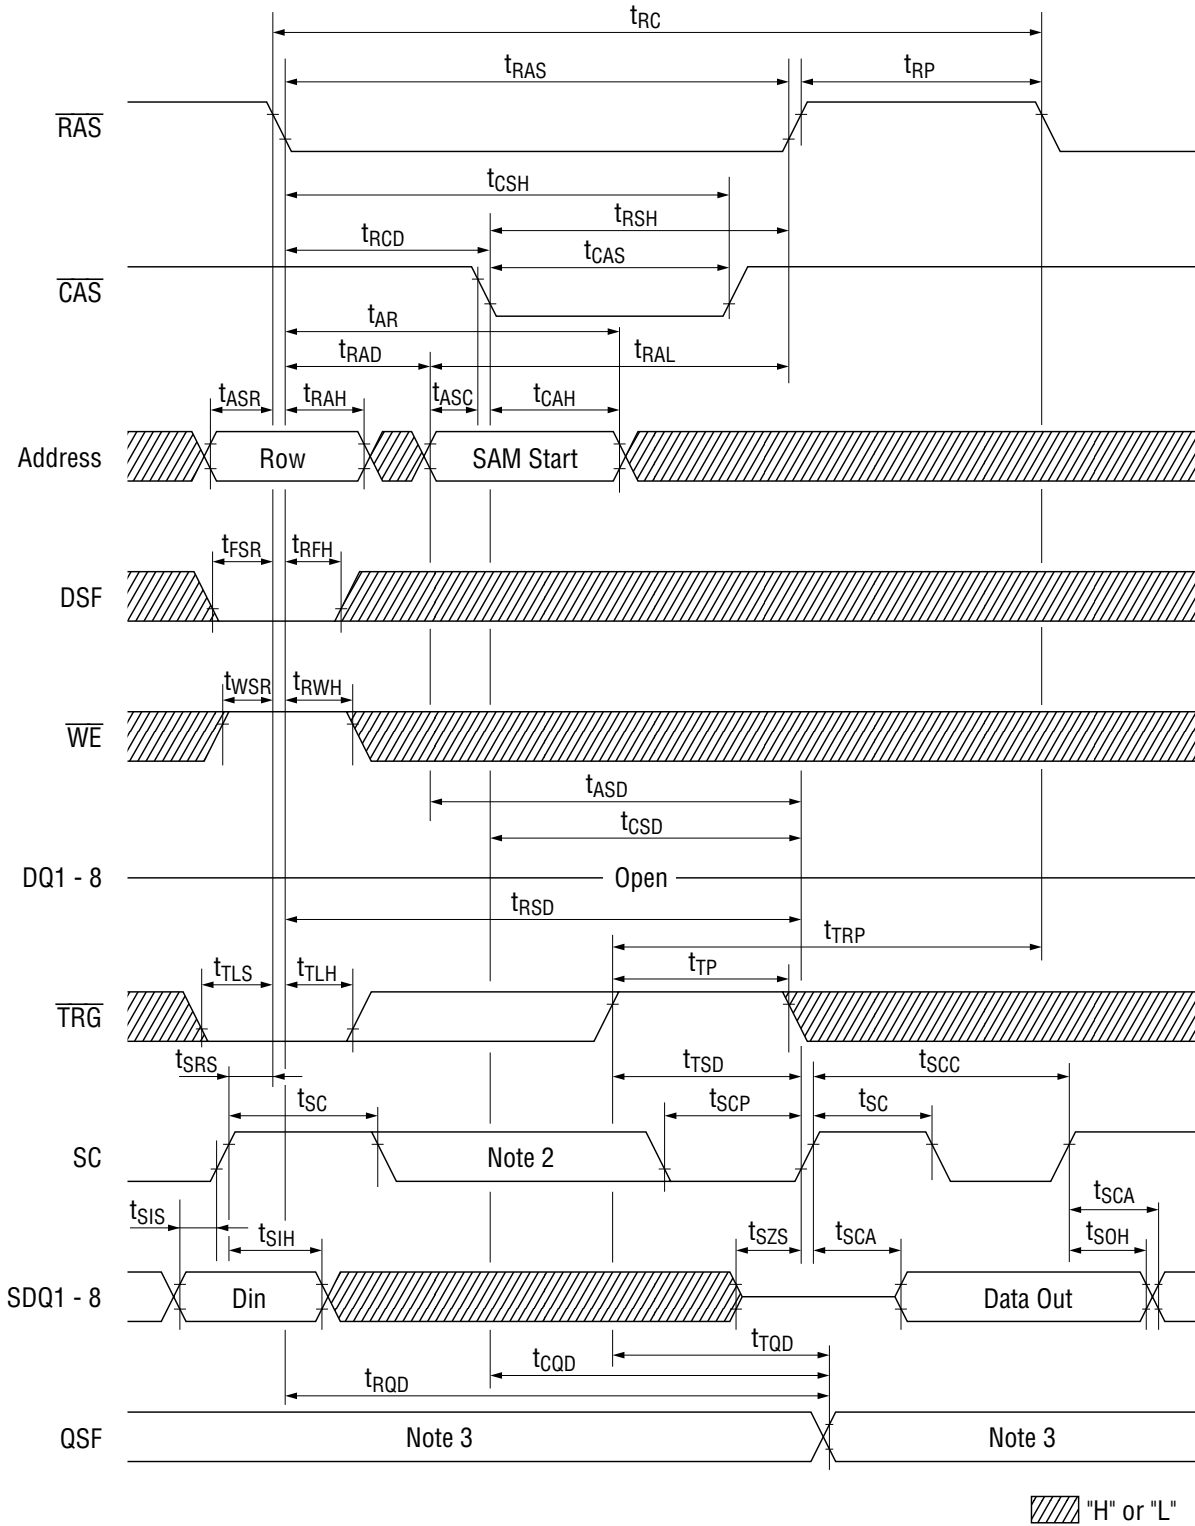 tRC
tRAS
tRP
RAS
tCSH
tRSH
tRCD
tCAS
CAS
tAR
tRAD
tRAL
tASR
tRAH
tASC
tCAH
Address
Row
SAM Start
tFSR
tRFH
DSF
tWSR
tRWH
WE
tASD
tCSD
DQ1 - 8
Open
tRSD
tTRP
tTLS
tTLH
tTP
TRG
tSRS
tTSD
tSCC
tSC
tSCP
tSC
SC
Note 2
tSIS
tSIH
tSZS
tSCA
tSCA
tSOH
SDQ1 - 8
Din
Data Out
tTQD
tCQD
tRQD
QSF
Note 3
Note 3
"H" or "L"